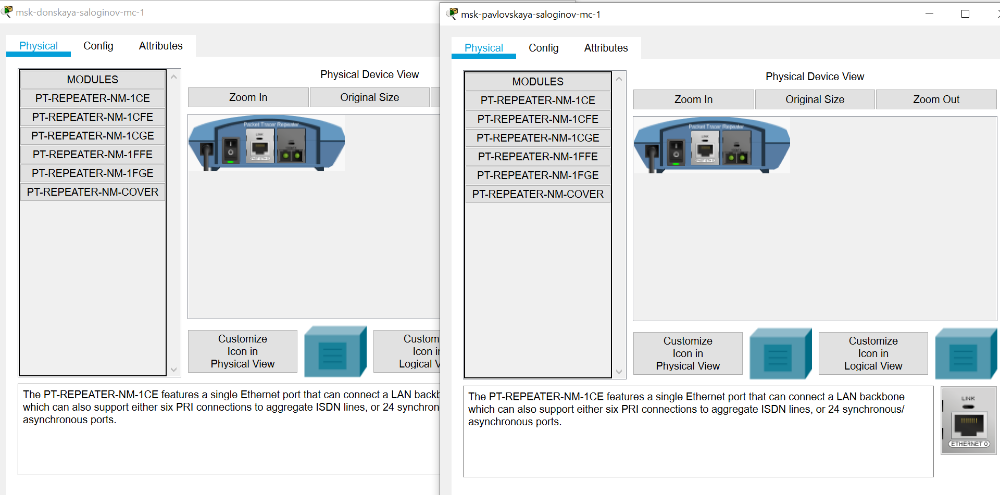 msk-donskaya-saloginov-mc-1
Physical
Config
Attributes
MODULES
PT-REPEATER-NM-1CE
PT-REPEATER-NM-1CFE
PT-REPEATER-NM-1CGE
PT-REPEATER-NM-1FFE
PT-REPEATER-NM-1FGE
PT-REPEATER-NM-COVER
Physical Device View
Zoom In
Original Size
Packet Tracer Repeater
LINK
Customize
Icon in
Physical View
Custom
Icon i
Logical V
The PT-REPEATER-NM-1CE features a single Ethernet port that can connect a LAN backb
which can also support either six PRI connections to aggregate ISDN lines, or 24 synchron
asynchronous ports.
msk-pavlovskaya-saloginov-mc-1
Physical
Config
Attributes
MODULES
PT-REPEATER-NM-1CE
PT-REPEATER-NM-1CFE
PT-REPEATER-NM-1CGE
PT-REPEATER-NM-1FFE
PT-REPEATER-NM-1FGE
PT-REPEATER-NM-COVER
Physical Device View
Zoom In
Original Size
Zoom Out
Packet Tracer Repeater
LINK
Customize
Icon in
Physical View
Customize
Icon in
Logical View
The PT-REPEATER-NM-1CE features a single Ethernet port that can connect a LAN backbone
which can also support either six PRI connections to aggregate ISDN lines, or 24 synchronous/
asynchronous ports.
LINK
ETHERNET 0